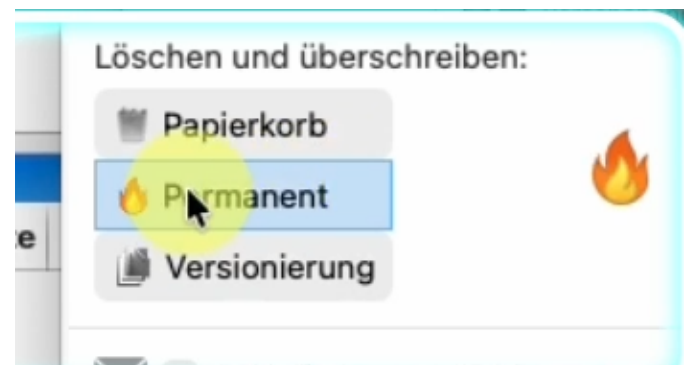 Löschen und überschreiben:
Papierkorb
Permanent
Versionierung